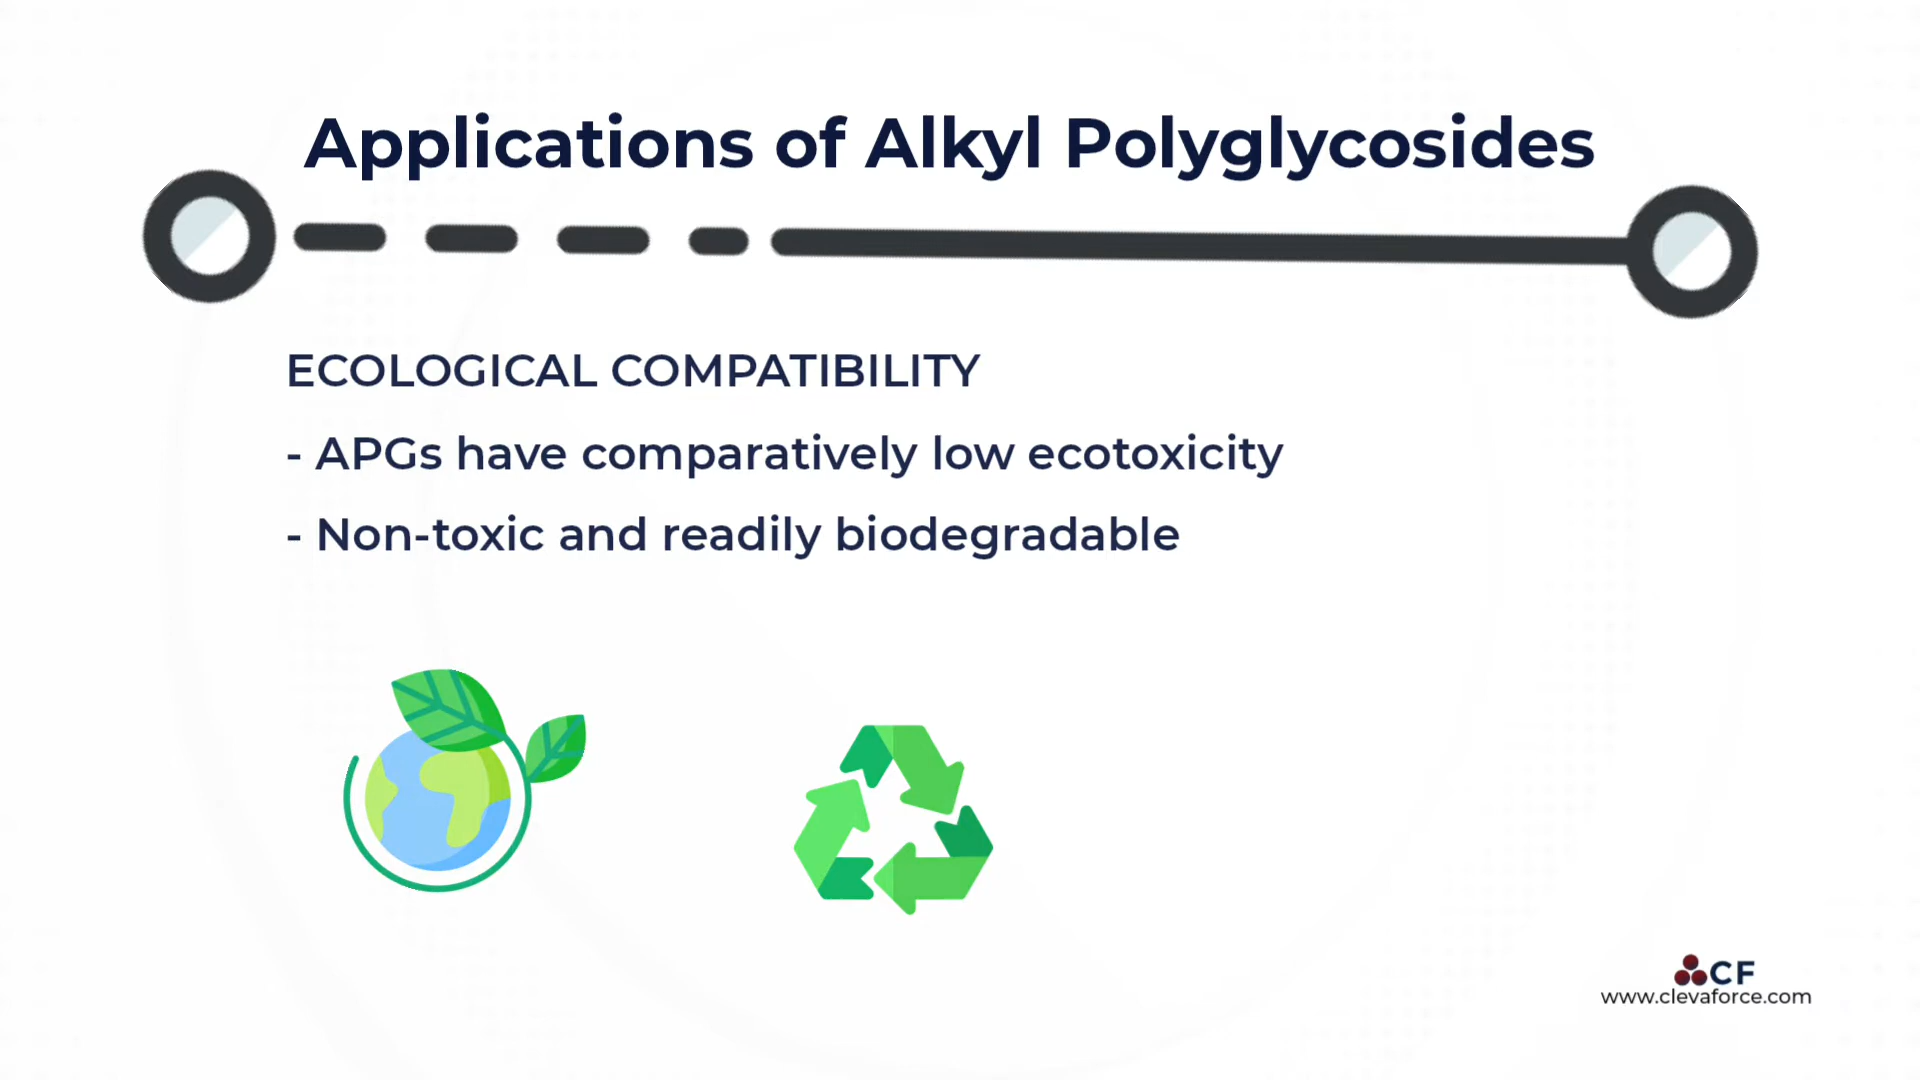 Applications of Alkyl Polyglycosides
ECOLOGICAL COMPATIBILITY
- APGs have comparatively low ecotoxicity
- Non-toxic and readily biodegradable
CF
www.clevaforce.com